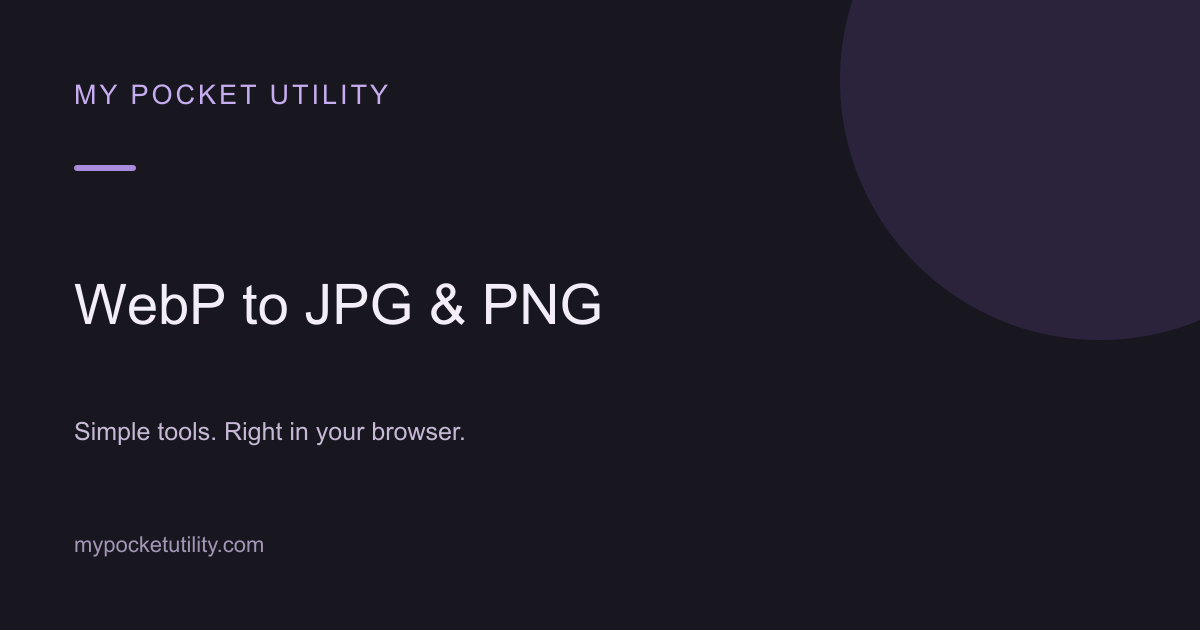 MY POCKET UTILITY
WebP to JPG & PNG
Simple tools. Right in your browser.
mypocketutility.com